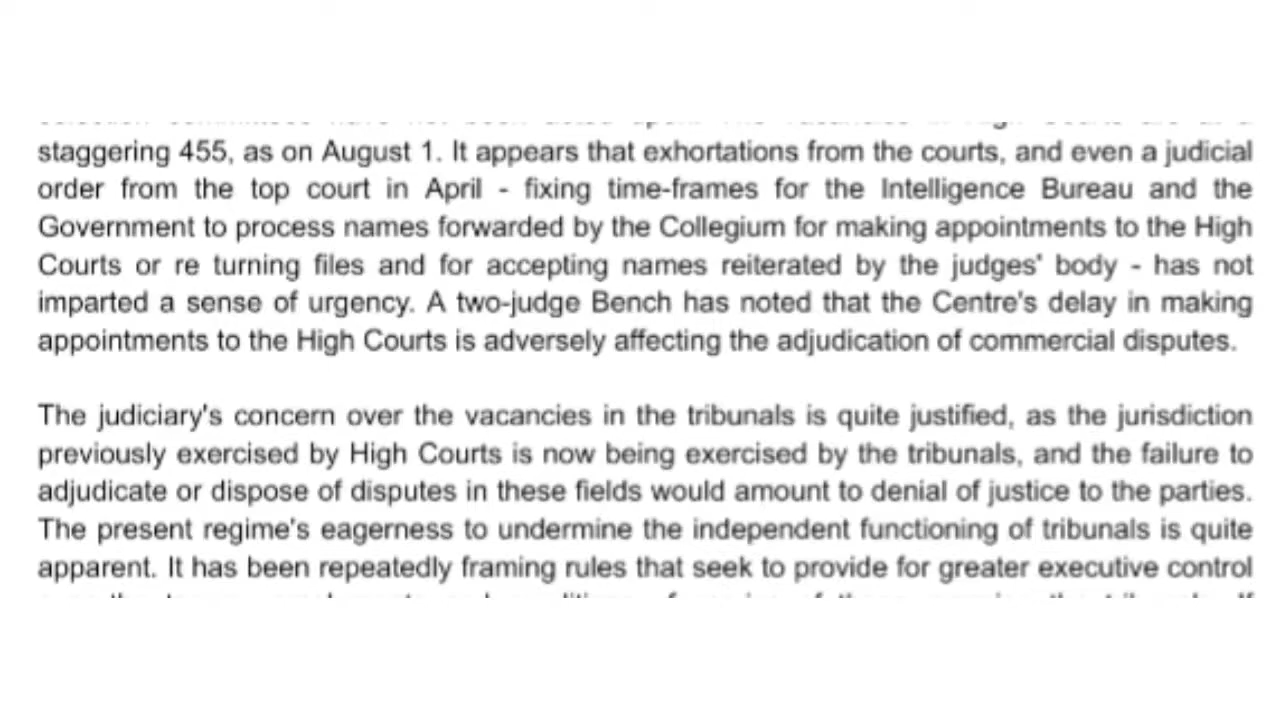 staggering 455, as on August 1. It appears that exhortations from the courts, and even a judicial
order from the top court in April - fixing time-frames for the Intelligence Bureau and the
Government to process names forwarded by the Collegium for making appointments to the High
Courts or re turning files and for accepting names reiterated by the judges' body - has not
imparted a sense of urgency. A two-judge Bench has noted that the Centre's delay in making
appointments to the High Courts is adversely affecting the adjudication of commercial disputes.
The judiciary's concern over the vacancies in the tribunals is quite justified, as the jurisdiction
previously exercised by High Courts is now being exercised by the tribunals, and the failure to
adjudicate or dispose of disputes in these fields would amount to denial of justice to the parties.
The present regime's eagerness to undermine the independent functioning of tribunals is quite
apparent. It has been repeatedly framing rules that seek to provide for greater executive control